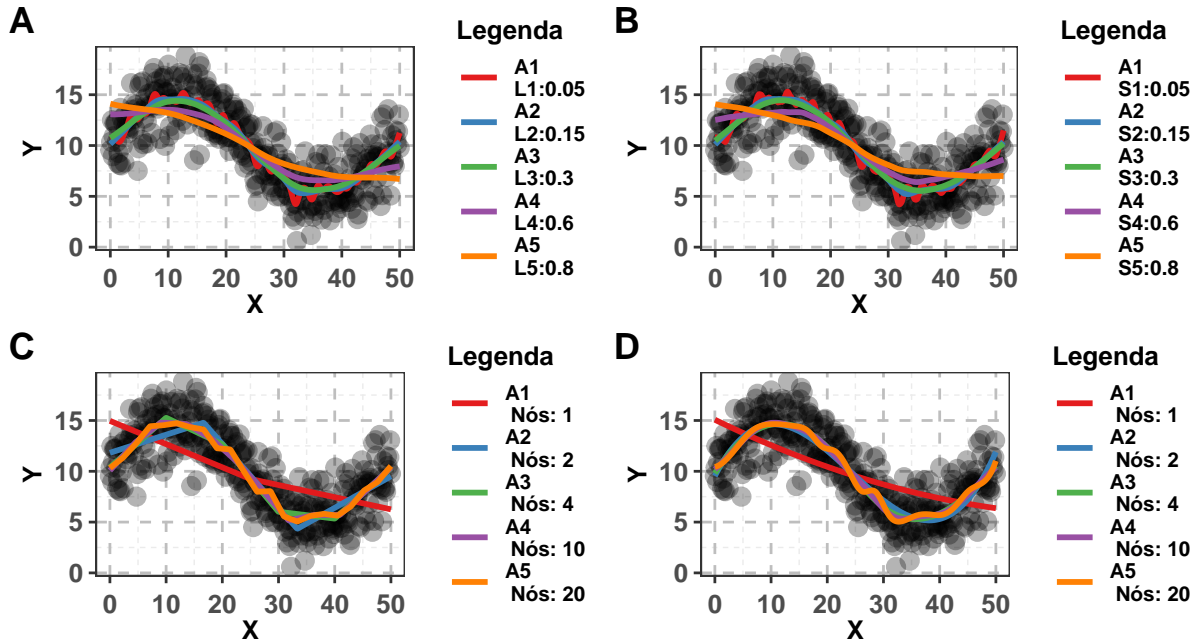 A
Legenda
A1
L1:0.05
A2
L2:0.15
A3
L3:0.3
A4
L4:0.6
A5
L5:0.8
Y
15
10
5
0
0 10 20 30 40 50
X
B
Legenda
A1
S1:0.05
A2
S2:0.15
A3
S3:0.3
A4
S4:0.6
A5
S5:0.8
Y
15
10
5
0
0 10 20 30 40 50
X
C
Legenda
A1
Nós: 1
A2
Nós: 2
A3
Nós: 4
A4
Nós: 10
A5
Nós: 20
Y
15
10
5
0
0 10 20 30 40 50
X
D
Legenda
A1
Nós: 1
A2
Nós: 2
A3
Nós: 4
A4
Nós: 10
A5
Nós: 20
Y
15
10
5
0
0 10 20 30 40 50
X